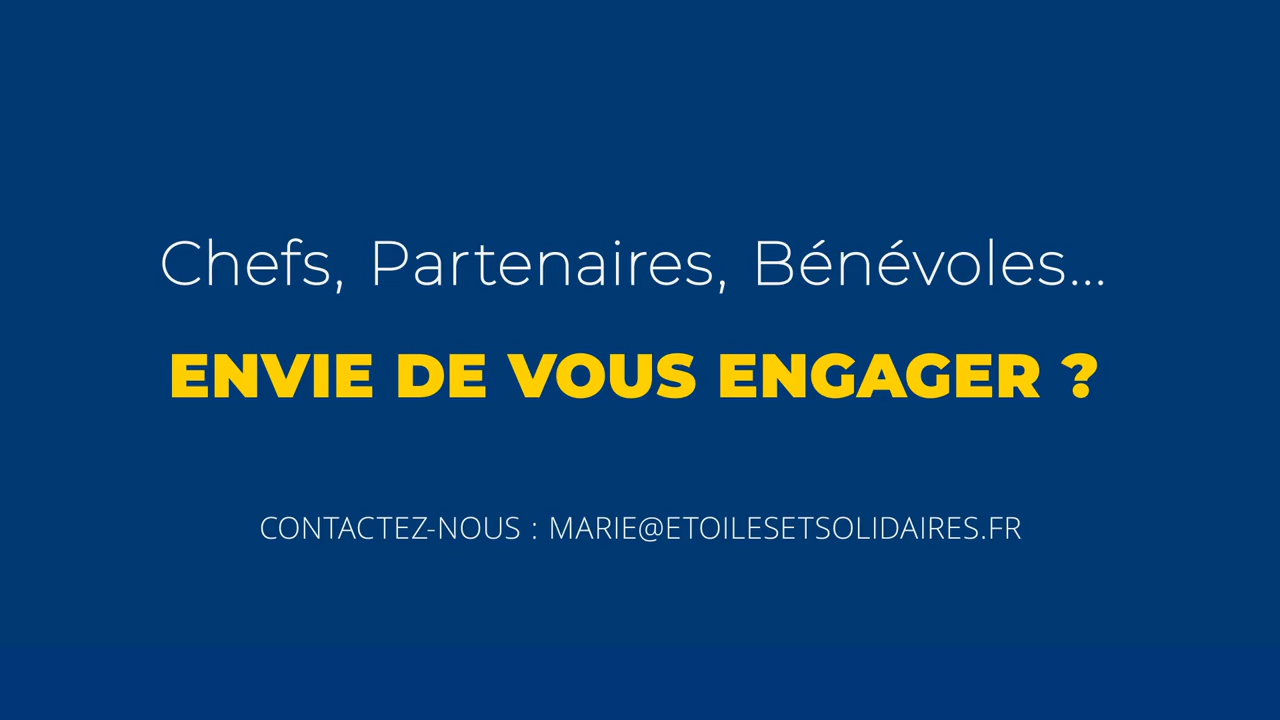 Chefs, Partenaires, Bénévoles...
ENVIE DE VOUS ENGAGER ?
CONTACTEZ-NOUS : MARIE@ETOILESETSOLIDAIRES.FR